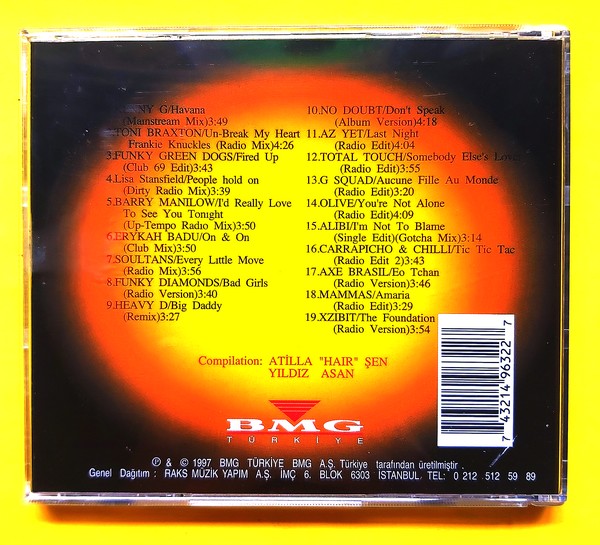 NY G/Havana
(Mainstream Mix)3:49
TONI BRAXTON/Un-Break My Heart
Frankie Knuckles (Radio Mix)4:26
3.FUNKY GREEN DOGS/Fired Up
(Club 69 Edit)3:43
4.Lisa Stansfield/People hold on
(Dirty Radio Mix)3:39
5.BARRY MANILOW/I'd Really Love
To See You Tonight
(Up-Tempo Radio Mix)3:50
6.ERYKAH BADU/On & On
(Club Mix)3:50
7.SOULTANS/Every Little Move
(Radio Mix)3:56
8.FUNKY DIAMONDS/Bad Girls
(Radio Version)3:40
9.HEAVY D/Big Daddy
(Remix)3:27
10.NO DOUBT/Don't Speak
(Album Version)4:18
11.AZ YET/Last Night
(Radio Edit)4:04
12.TOTAL TOUCH/Somebody Else's Lover
(Radio Edit)3:55
13.G SQUAD/Aucune Fille Au Monde
(Radio Edit)3:20
14.OLIVE/You're Not Alone
(Radio Edit)4:09
15.ALIBI/I'm Not To Blame
(Single Edit)(Gotcha Mix)3:14
16.CARRAPICHO & CHILLI/Tic Tic Tac
(Radio Edit 2)3:43
17.AXE BRASIL/Eo Tchan
(Radio Version)3:46
18.MAMMAS/Amaria
(Radio Edit)3:29
19.XZIBIT/The Foundation
(Radio Version)3:54
Compilation: ATİLLA "HAIR" ŞEN
YILDIZ ASAN
BMG
TÜRKİYE
7 43214 96322 7
℗ & © 1997 BMG TÜRKİYE BMG A.Ş. Türkiye tarafından üretilmiştir.
Genel Dağıtım : RAKS MÜZİK YAPIM A.Ş. İMÇ 6. BLOK 6303 İSTANBUL TEL: 0 212 512 59 89